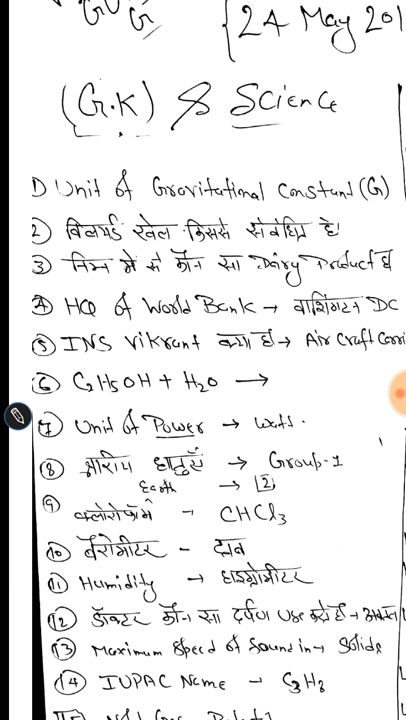 G
{24 May 201
(G.K) & Science
1) Unit of Gravitational Constant (G)
2) बिलयर्ड खेल किससे संबंधित है
3) निम्न में से कौन सा Dairy Product है
4) HQ of World Bank → वाशिंगटन DC
5) INS Vikrant क्या है → Air Craft Carri
6) C2H5OH + H2O →
7) Unit of Power → Watt.
8) क्षारीय धातुएँ → Group-1
Earth → 2
9) क्लोरोफॉर्म - CHCl3
10) बैरोमीटर - दाब
11) Humidity → हाइग्रोमीटर
12) डॉक्टर कौन सा दर्पण use करते हैं →
13) Maximum Speed of Sound in → Solids
14) IUPAC Name - C3H8